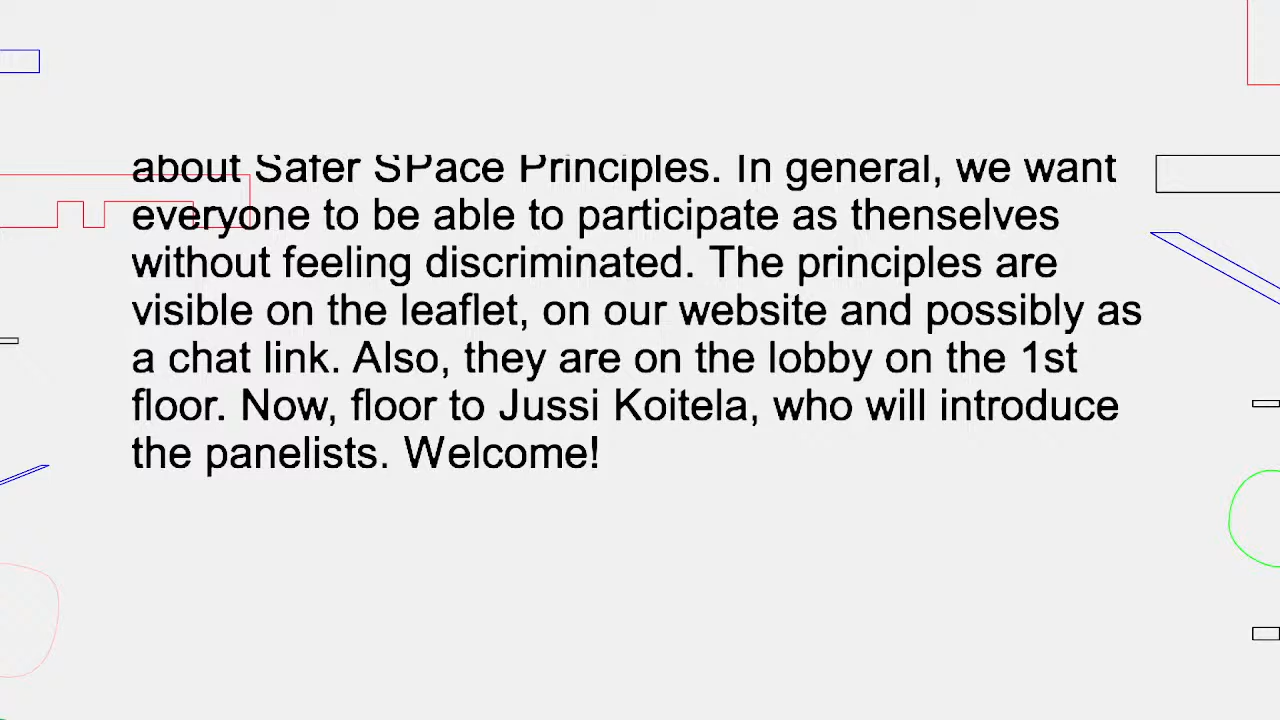 about Safer SPace Principles. In general, we want
everyone to be able to participate as thenselves
without feeling discriminated. The principles are
visible on the leaflet, on our website and possibly as
a chat link. Also, they are on the lobby on the 1st
floor. Now, floor to Jussi Koitela, who will introduce
the panelists. Welcome!